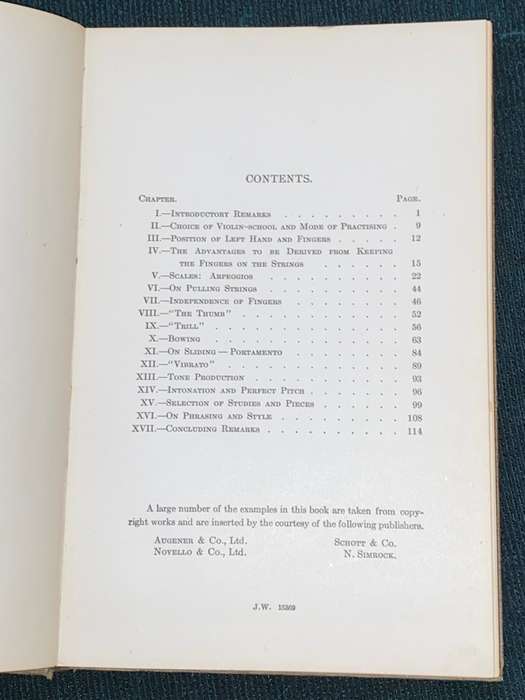 CONTENTS.
Chapter. Page.
I.—Introductory Remarks . . . . . . . . . 1
II.—Choice of Violin-school and Mode of Practising . 9
III.—Position of Left Hand and Fingers . . . . . 12
IV.—The Advantages to be Derived from Keeping
the Fingers on the Strings . . . . . 15
V.—Scales: Arpeggios . . . . . . . . . 22
VI.—On Pulling Strings . . . . . . . . . 44
VII.—Independence of Fingers . . . . . . . . 46
VIII.—"The Thumb" . . . . . . . . . . . 52
IX.—"Trill" . . . . . . . . . . . . 56
X.—Bowing . . . . . . . . . . . . 63
XI.—On Sliding—Portamento . . . . . . . . 84
XII.—"Vibrato" . . . . . . . . . . . 89
XIII.—Tone Production . . . . . . . . . . 93
XIV.—Intonation and Perfect Pitch . . . . . . . 96
XV.—Selection of Studies and Pieces . . . . . . 99
XVI.—On Phrasing and Style . . . . . . . . 108
XVII.—Concluding Remarks . . . . . . . . . 114
A large number of the examples in this book are taken from copy-
right works and are inserted by the courtesy of the following publishers.
Augener & Co., Ltd. Schott & Co.
Novello & Co., Ltd. N. Simrock.
J.W. 15369